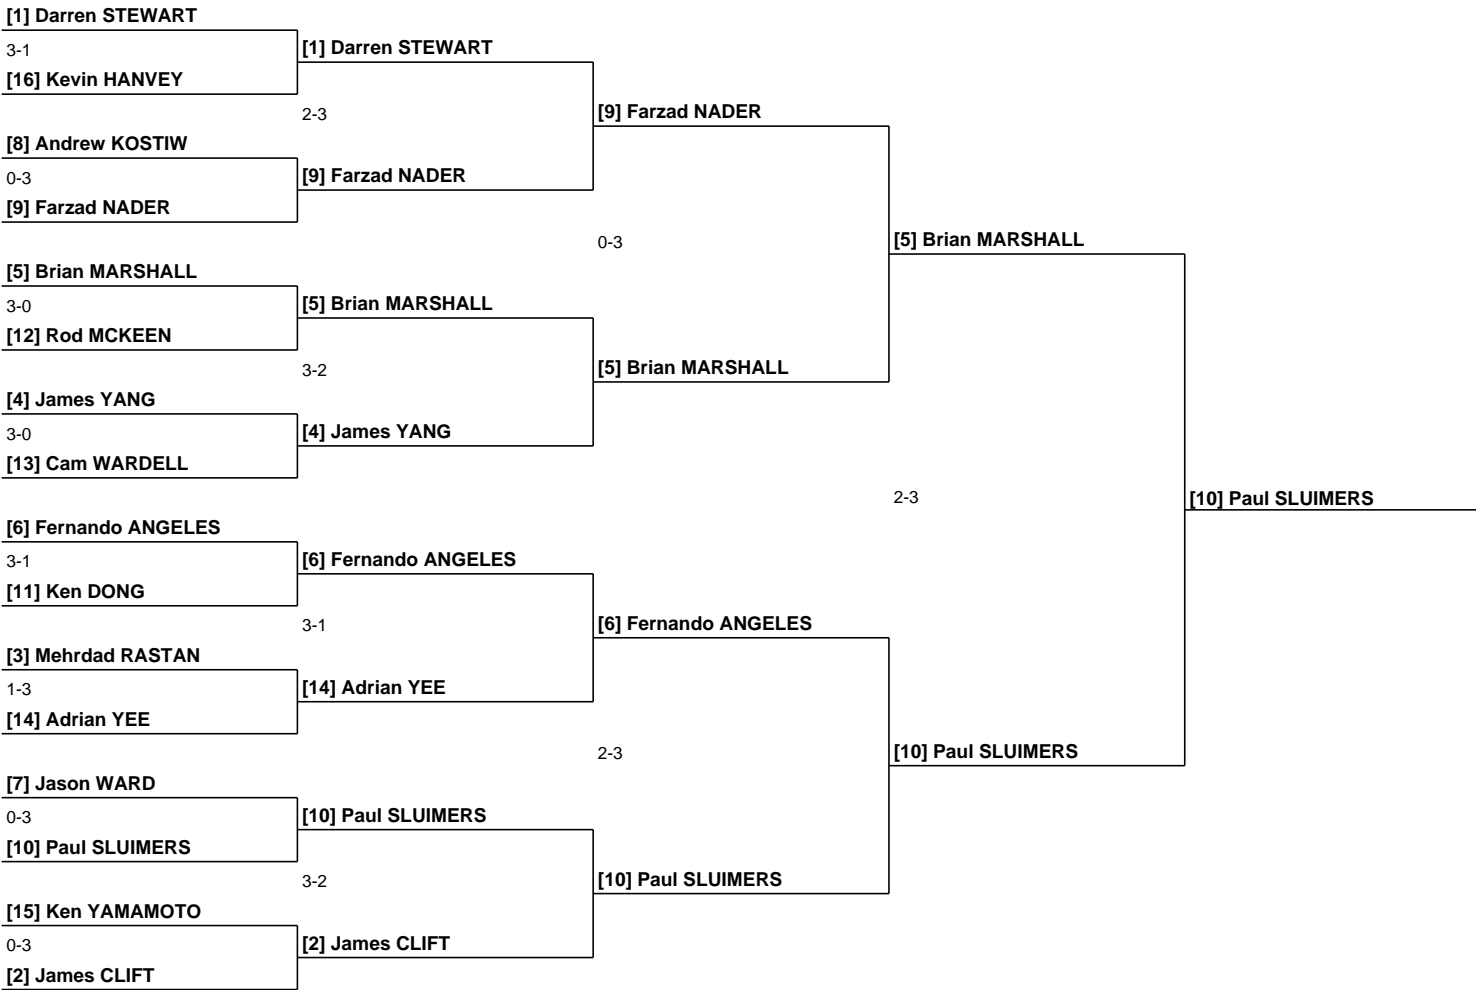 [1] Darren STEWART
3-1
[16] Kevin HANVEY
[8] Andrew KOSTIW
0-3
[9] Farzad NADER
[5] Brian MARSHALL
3-0
[12] Rod MCKEEN
[4] James YANG
3-0
[13] Cam WARDELL
[6] Fernando ANGELES
3-1
[11] Ken DONG
[3] Mehrdad RASTAN
1-3
[14] Adrian YEE
[7] Jason WARD
0-3
[10] Paul SLUIMERS
[15] Ken YAMAMOTO
0-3
[2] James CLIFT
[1] Darren STEWART
2-3
[9] Farzad NADER
[5] Brian MARSHALL
3-2
[4] James YANG
[6] Fernando ANGELES
3-1
[14] Adrian YEE
[10] Paul SLUIMERS
3-2
[2] James CLIFT
[9] Farzad NADER
0-3
[5] Brian MARSHALL
[6] Fernando ANGELES
2-3
[10] Paul SLUIMERS
[5] Brian MARSHALL
2-3
[10] Paul SLUIMERS
[10] Paul SLUIMERS